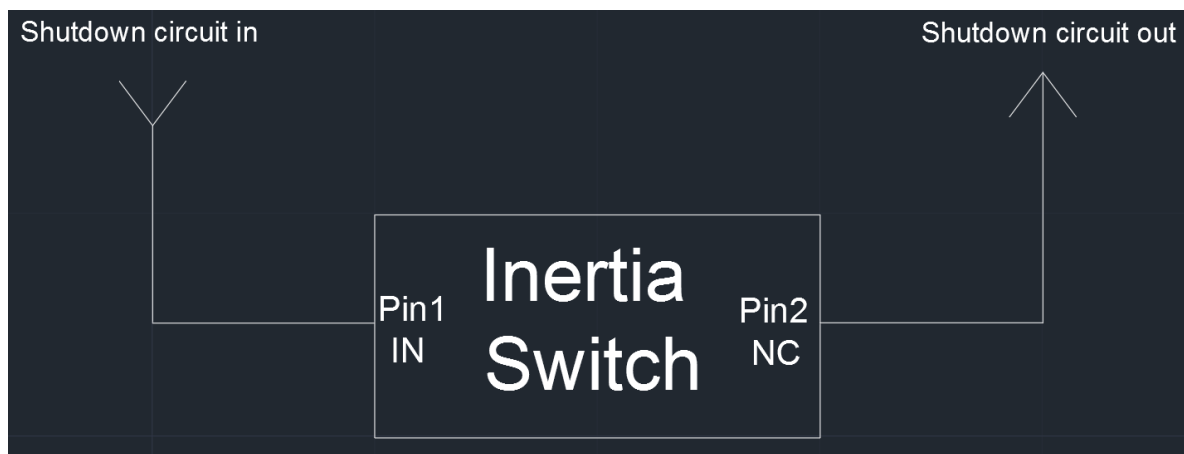 Shutdown circuit in
Shutdown circuit out
Inertia
Switch
Pin1
IN
Pin2
NC